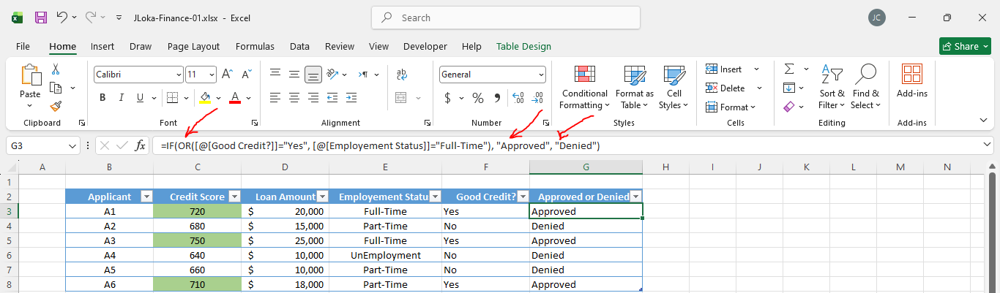 JLoka-Finance-01.xlsx - Excel
Search
JC
File Home Insert Draw Page Layout Formulas Data Review View Developer Help Table Design
Share
Paste
Clipboard
Calibri 11 A A
B I U A
Font
ab
Alignment
General
$ % 9 .00 .00
Number
Conditional Formatting
Format as Table
Cell Styles
Styles
Insert
Delete
Format
Cells
Sort & Filter
Find & Select
Editing
Add-ins
Add-ins
G3 fx =IF(OR([@[Good Credit?]]="Yes", [@[Employement Status]]="Full-Time"), "Approved", "Denied")
A B C D E F G H I J K L M N
1
2 Applicant Credit Score Loan Amount Employement Statu Good Credit? Approved or Denied
3 A1 720 $ 20,000 Full-Time Yes Approved
4 A2 680 $ 15,000 Part-Time No Denied
5 A3 750 $ 25,000 Full-Time Yes Approved
6 A4 640 $ 10,000 UnEmployment No Denied
7 A5 660 $ 10,000 Part-Time No Denied
8 A6 710 $ 18,000 Part-Time Yes Approved